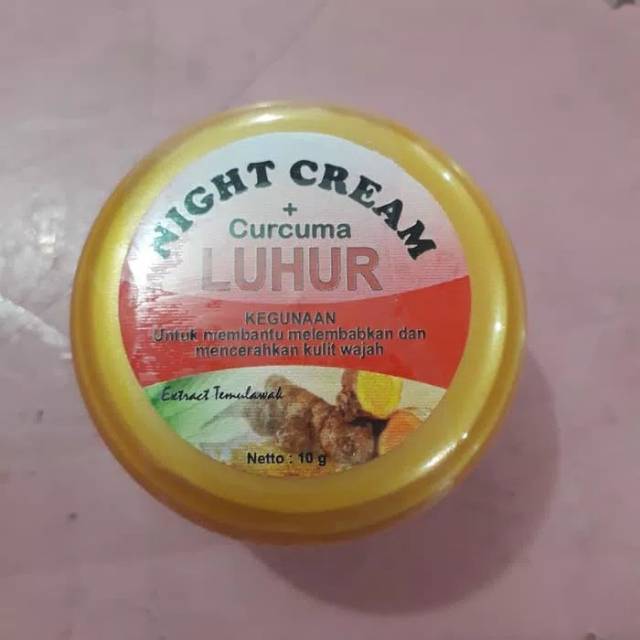 NIGHT CREAM
+
Curcuma
LUHUR
KEGUNAAN
Untuk membantu melembabkan dan
mencerahkan kulit wajah
Extract Temulawak
Netto : 10 g